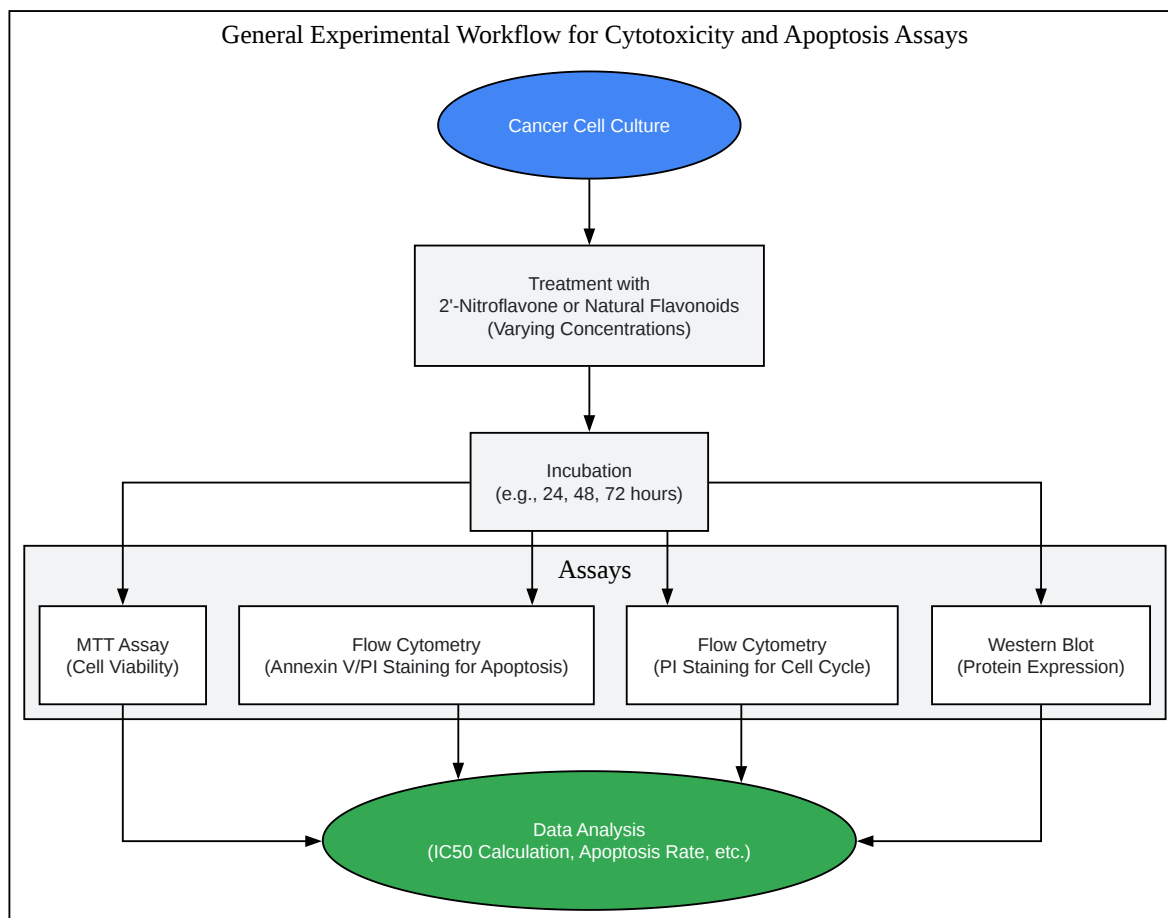 General Experimental Workflow for Cytotoxicity and Apoptosis Assays
Cancer Cell Culture
Treatment with
2'-Nitroflavone or Natural Flavonoids
(Varying Concentrations)
Incubation
(e.g., 24, 48, 72 hours)
Assays
MTT Assay
(Cell Viability)
Flow Cytometry
(Annexin V/PI Staining for Apoptosis)
Flow Cytometry
(PI Staining for Cell Cycle)
Western Blot
(Protein Expression)
Data Analysis
(IC50 Calculation, Apoptosis Rate, etc.)